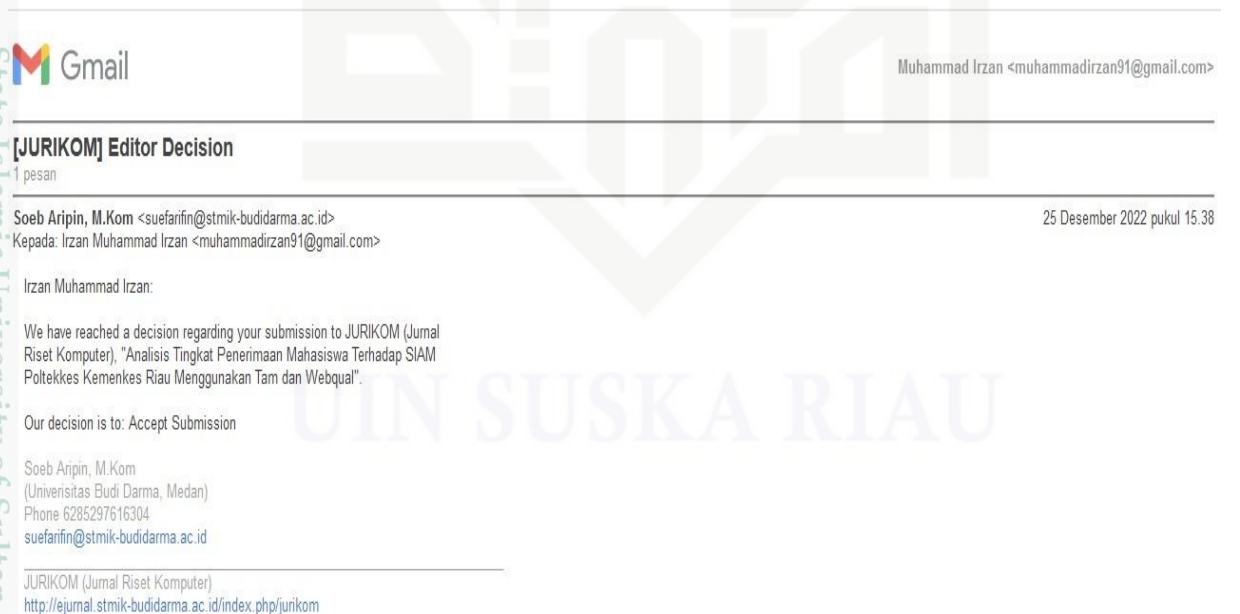 Gmail
Muhammad Irzan <muhammadirzan91@gmail.com>
[JURIKOM] Editor Decision
1 pesan
Soeb Aripin, M.Kom <suefarifin@stmik-budidarma.ac.id>
25 Desember 2022 pukul 15.38
Kepada: Irzan Muhammad Irzan <muhammadirzan91@gmail.com>
Irzan Muhammad Irzan:
We have reached a decision regarding your submission to JURIKOM (Jurnal
Riset Komputer), "Analisis Tingkat Penerimaan Mahasiswa Terhadap SIAM
Poltekkes Kemenkes Riau Menggunakan Tam dan Webqual".
UIN SUSKA RIAU
Our decision is to: Accept Submission
Soeb Aripin, M.Kom
(Univerisitas Budi Darma, Medan)
Phone 6285297616304
suefarifin@stmik-budidarma.ac.id
JURIKOM (Jurnal Riset Komputer)
http://ejurnal.stmik-budidarma.ac.id/index.php/jurikom